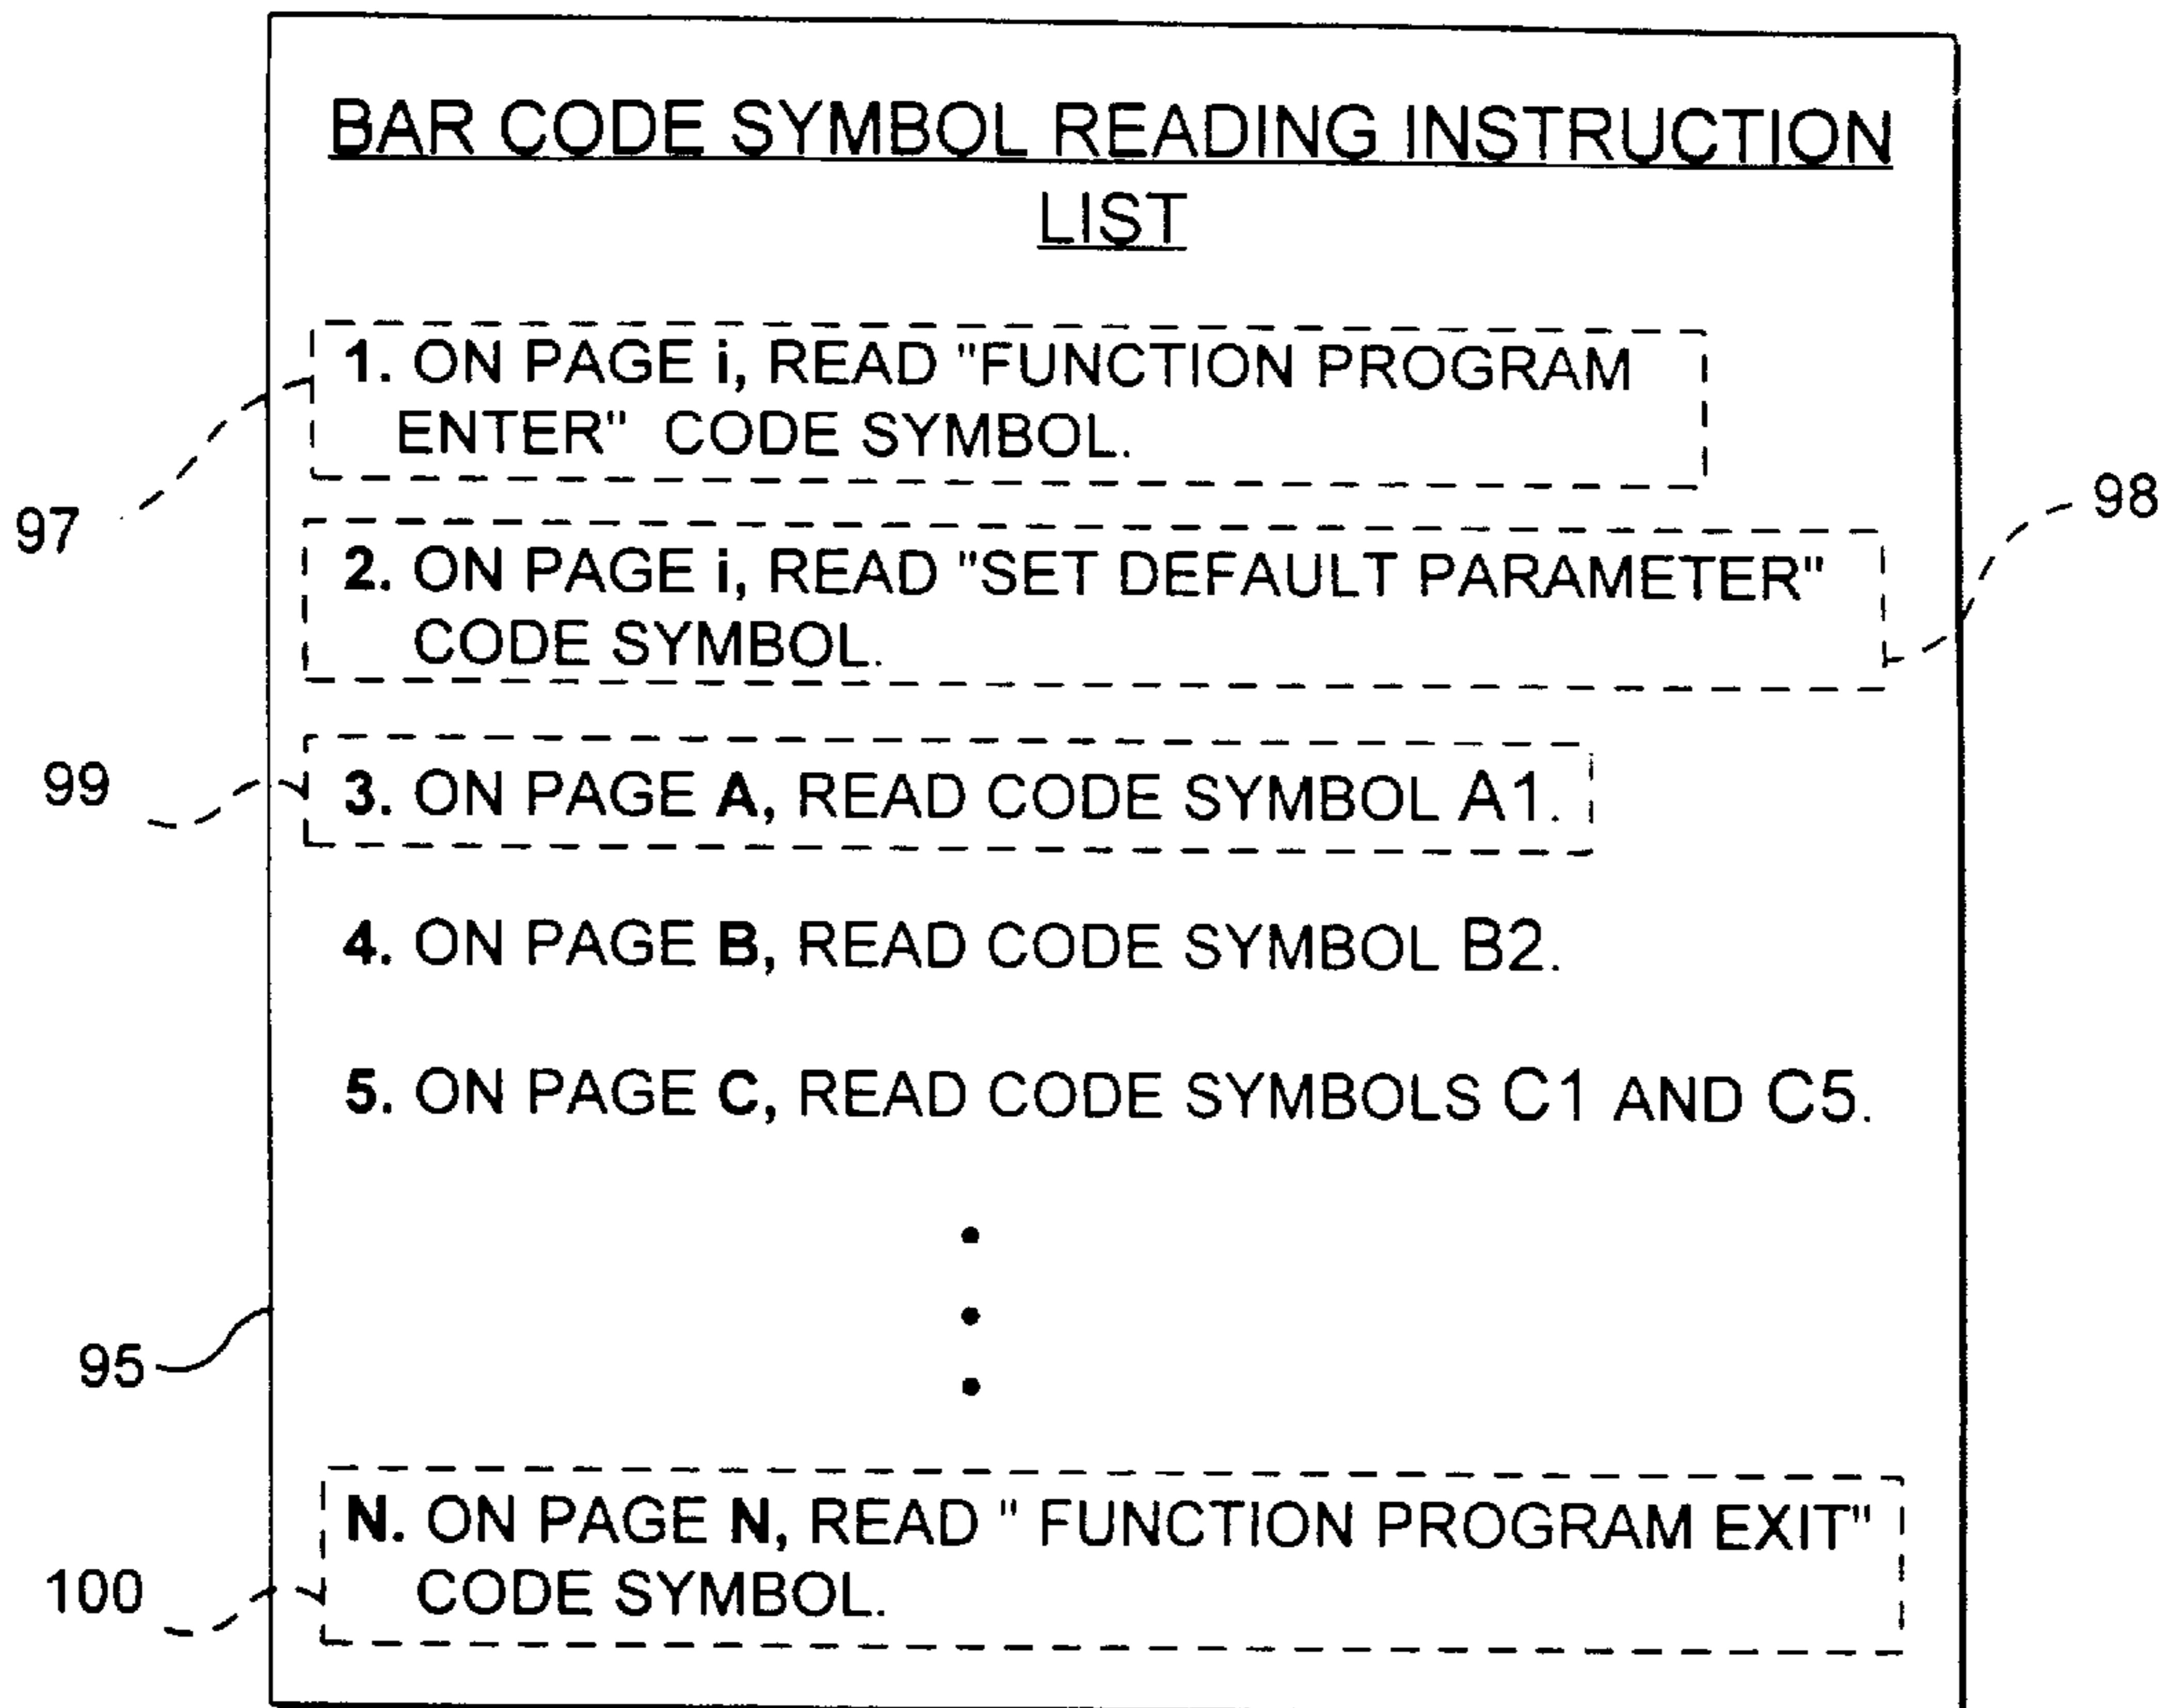 BAR CODE SYMBOL READING INSTRUCTION
LIST
1. ON PAGE i, READ "FUNCTION PROGRAM
ENTER" CODE SYMBOL.
97
98
2. ON PAGE i, READ "SET DEFAULT PARAMETER"
CODE SYMBOL.
99
3. ON PAGE A, READ CODE SYMBOL A1.
4. ON PAGE B, READ CODE SYMBOL B2.
5. ON PAGE C, READ CODE SYMBOLS C1 AND C5.
95
N. ON PAGE N, READ " FUNCTION PROGRAM EXIT"
CODE SYMBOL.
100